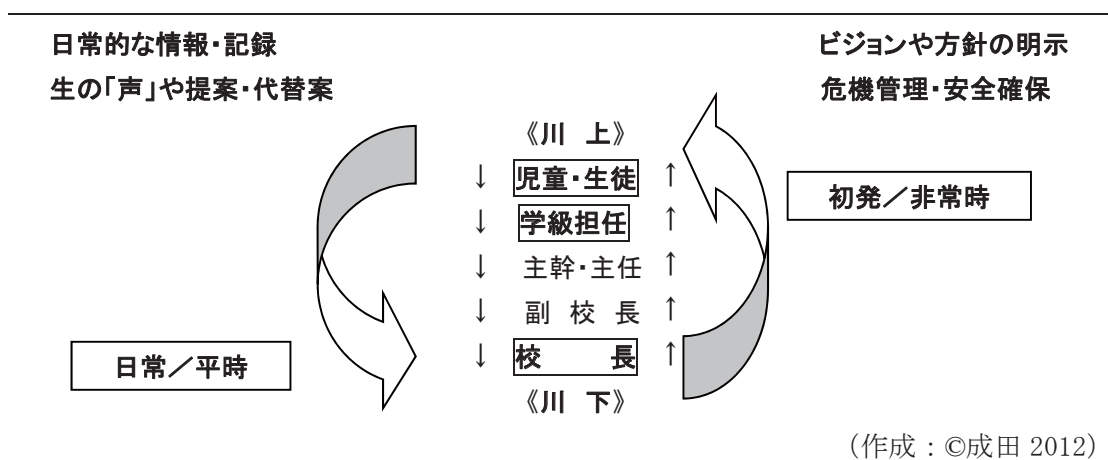 日常的な情報・記録
生の「声」や提案・代替案
ビジョンや方針の明示
危機管理・安全確保
《川 上》
↓ 児童・生徒 ↑
↓ 学級担任 ↑
↓ 主幹・主任 ↑
↓ 副 校 長 ↑
↓ 校 長 ↑
《川 下》
初発／非常時
日常／平時
（作成：©成田 2012）